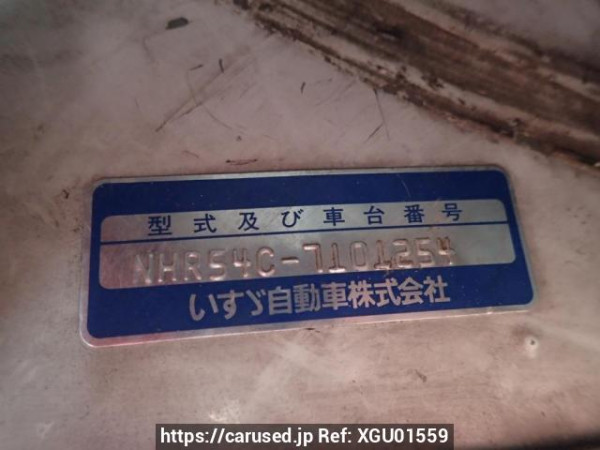 型式及び車台番号
NHR54C-7101254
いすゞ自動車株式会社
https://carused.jp Ref: XGU01559